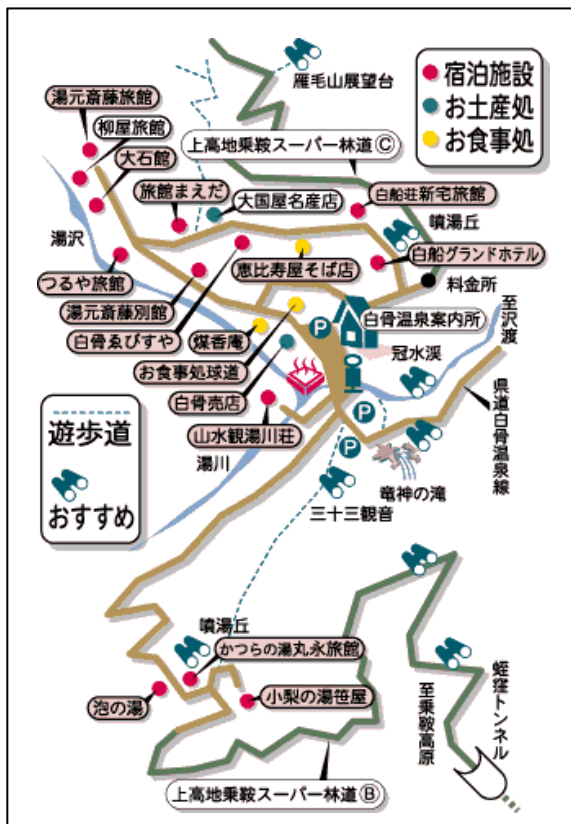 雁毛山展望台
宿泊施設
お土産処
お食事処
湯元斎藤旅館
柳屋旅館
大石館
上高地乗鞍スーパー林道Ⓒ
旅館まえだ
大国屋名産店
白船荘新宅旅館
噴湯丘
湯沢
恵比寿屋そば店
白船グランドホテル
つるや旅館
料金所
湯元斎藤別館
白骨ゑびすや
P
白骨温泉案内所
至沢渡
煤香庵
冠水渓
お食事処球道
白骨売店
県道白骨温泉線
P
山水観湯川荘
P
湯川
竜神の滝
三十三観音
遊歩道
おすすめ
噴湯丘
かつらの湯丸永旅館
泡の湯
小梨の湯笹屋
至乗鞍高原
蛭窪トンネル
上高地乗鞍スーパー林道Ⓑ